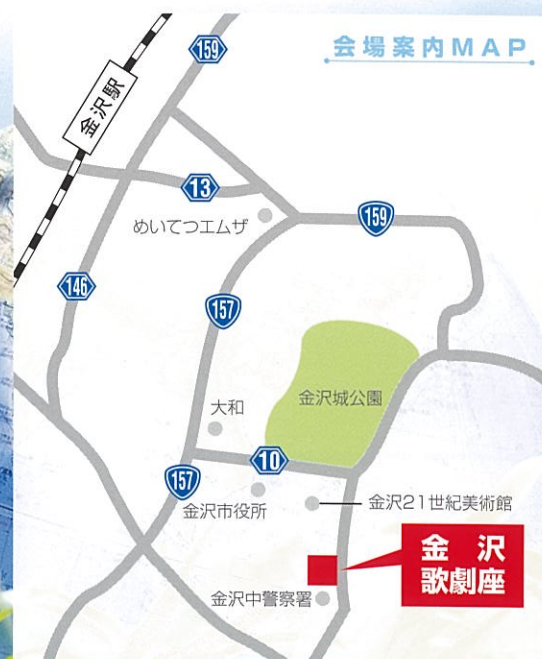 会場案内MAP
159
金沢駅
13
めいてつエムザ
159
146
157
金沢城公園
大和
10
157
金沢市役所
金沢21世紀美術館
金沢
歌劇座
金沢中警察署